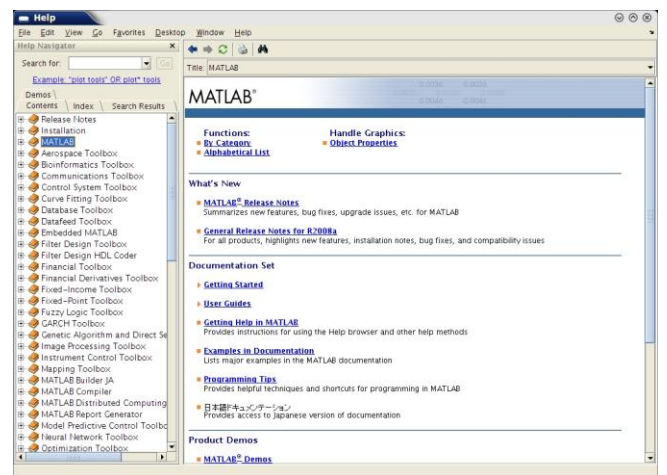 Help
File Edit View Go Favorites Desktop Window Help
Help Navigator
Search for: Go
Example: "plot tools" OR plot* tools
Demos
Contents Index Search Results
Release Notes
Installation
MATLAB
Aerospace Toolbox
Bioinformatics Toolbox
Communications Toolbox
Control System Toolbox
Curve Fitting Toolbox
Database Toolbox
Datafeed Toolbox
Embedded MATLAB
Filter Design Toolbox
Filter Design HDL Coder
Financial Toolbox
Financial Derivatives Toolbox
Fixed-Income Toolbox
Fixed-Point Toolbox
Fuzzy Logic Toolbox
GARCH Toolbox
Genetic Algorithm and Direct Se
Image Processing Toolbox
Instrument Control Toolbox
Mapping Toolbox
MATLAB Builder JA
MATLAB Compiler
MATLAB Distributed Computing
MATLAB Report Generator
Model Predictive Control Toolbo
Neural Network Toolbox
Optimization Toolbox
Title: MATLAB
MATLAB®
Functions: Handle Graphics:
By Category Object Properties
Alphabetical List
What's New
MATLAB® Release Notes
Summarizes new features, bug fixes, upgrade issues, etc. for MATLAB
General Release Notes for R2008a
For all products, highlights new features, installation notes, bug fixes, and compatibility issues
Documentation Set
Getting Started
User Guides
Getting Help in MATLAB
Provides instructions for using the Help browser and other help methods
Examples in Documentation
Lists major examples in the MATLAB documentation
Programming Tips
Provides helpful techniques and shortcuts for programming in MATLAB
日本語ドキュメンテーション
Provides access to Japanese version of documentation
Product Demos
MATLAB® Demos